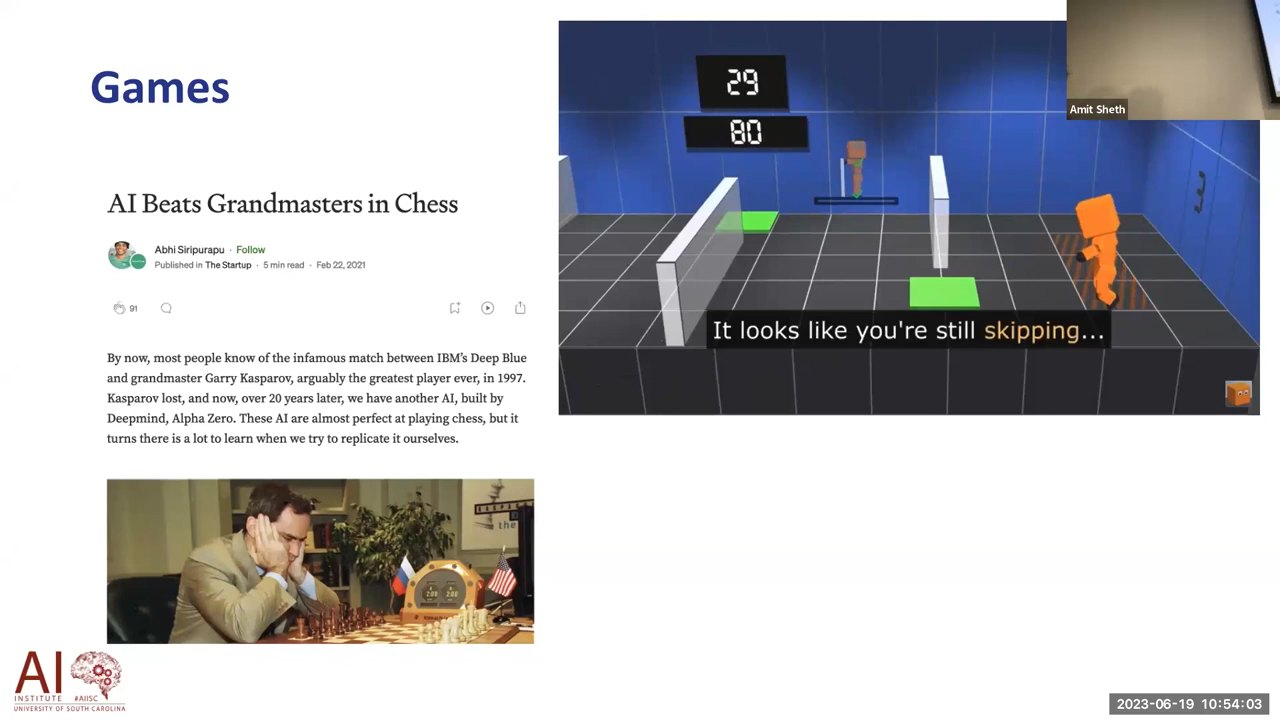 Games
AI Beats Grandmasters in Chess
Abhi Siripurapu · Follow
Published in The Startup · 5 min read · Feb 22, 2021
91
By now, most people know of the infamous match between IBM's Deep Blue
and grandmaster Garry Kasparov, arguably the greatest player ever, in 1997.
Kasparov lost, and now, over 20 years later, we have another AI, built by
Deepmind, Alpha Zero. These AI are almost perfect at playing chess, but it
turns there is a lot to learn when we try to replicate it ourselves.
the
2:00 2:00
29
80
It looks like you're still skipping...
Amit Sheth
AI
INSTITUTE #AIISC
UNIVERSITY OF SOUTH CAROLINA
2023-06-19 10:54:03